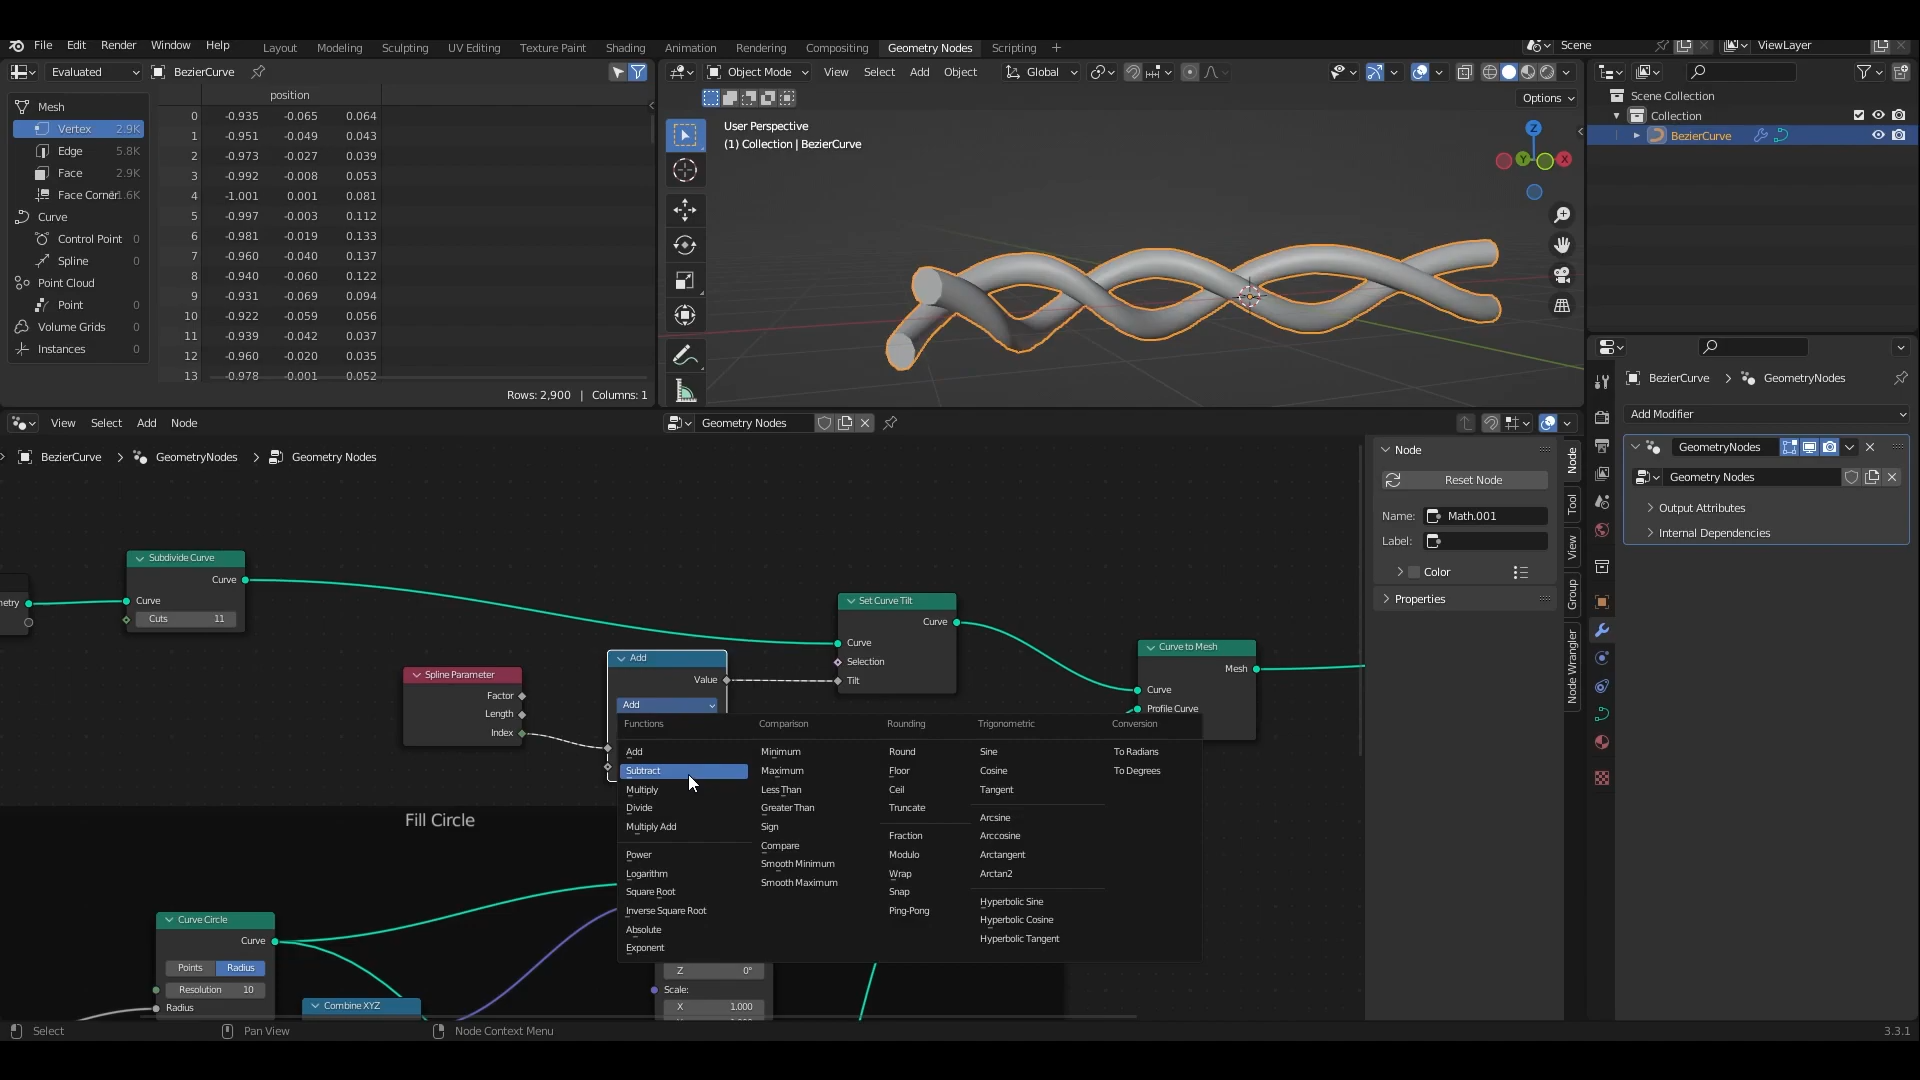 File Edit Render Window Help Layout Modeling Sculpting UV Editing Texture Paint Shading Animation Rendering Compositing Geometry Nodes Scripting + Scene ViewLayer
Evaluated BezierCurve
Object Mode View Select Add Object Global
Options
position
Mesh
Vertex 2.9K
Edge 5.8K
Face 2.9K
Face Corner 1.6K
Curve
Control Point 0
Spline 0
Point Cloud
Point 0
Volume Grids
Instances 0
0 -0.935 -0.065 0.064
1 -0.951 -0.049 0.043
2 -0.973 -0.027 0.039
3 -0.992 -0.008 0.053
4 -1.001 0.001 0.081
5 -0.997 -0.003 0.112
6 -0.981 -0.019 0.133
7 -0.960 -0.040 0.137
8 -0.940 -0.060 0.122
9 -0.931 -0.069 0.094
10 -0.922 -0.059 0.056
11 -0.939 -0.042 0.037
12 -0.960 -0.020 0.035
13 -0.978 -0.001 0.052
Rows: 2,900 | Columns: 1
User Perspective
(1) Collection | BezierCurve
Z
Y
X
Scene Collection
Collection
BezierCurve
BezierCurve > GeometryNodes
Add Modifier
GeometryNodes
Geometry Nodes
Output Attributes
Internal Dependencies
View Select Add Node Geometry Nodes
BezierCurve > GeometryNodes > Geometry Nodes
Node
Reset Node
Name: Math.001
Label:
Color
Properties
Node
Tool
View
Group
Node Wrangler
etry
Subdivide Curve
Curve
Curve
Cuts 11
Spline Parameter
Factor
Length
Index
Add
Value
Add
Set Curve Tilt
Curve
Curve
Selection
Tilt
Curve to Mesh
Mesh
Curve
Profile Curve
Functions Comparison Rounding Trigonometric Conversion
Add Minimum Round Sine To Radians
Subtract Maximum Floor Cosine To Degrees
Multiply Less Than Ceil Tangent
Divide Greater Than Truncate Arcsine
Multiply Add Sign Fraction Arccosine
Power Compare Modulo Arctangent
Logarithm Smooth Minimum Wrap Arctan2
Square Root Smooth Maximum Snap Hyperbolic Sine
Inverse Square Root Ping-Pong Hyperbolic Cosine
Absolute Hyperbolic Tangent
Exponent
Fill Circle
Curve Circle
Curve
Points Radius
Resolution 10
Radius
Combine XYZ
Z 0°
Scale:
X 1.000
Select Pan View Node Context Menu 3.3.1